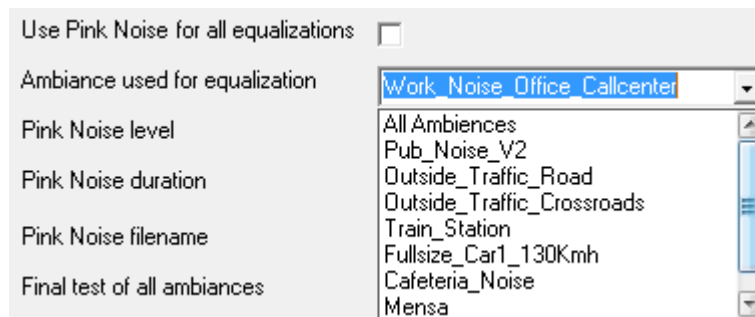 Use Pink Noise for all equalizations
Ambiance used for equalization
Work_Noise_Office_Callcenter
All Ambiences
Pub_Noise_V2
Outside_Traffic_Road
Outside_Traffic_Crossroads
Train_Station
Fullsize_Car1_130Kmh
Cafeteria_Noise
Mensa
Pink Noise level
Pink Noise duration
Pink Noise filename
Final test of all ambiances